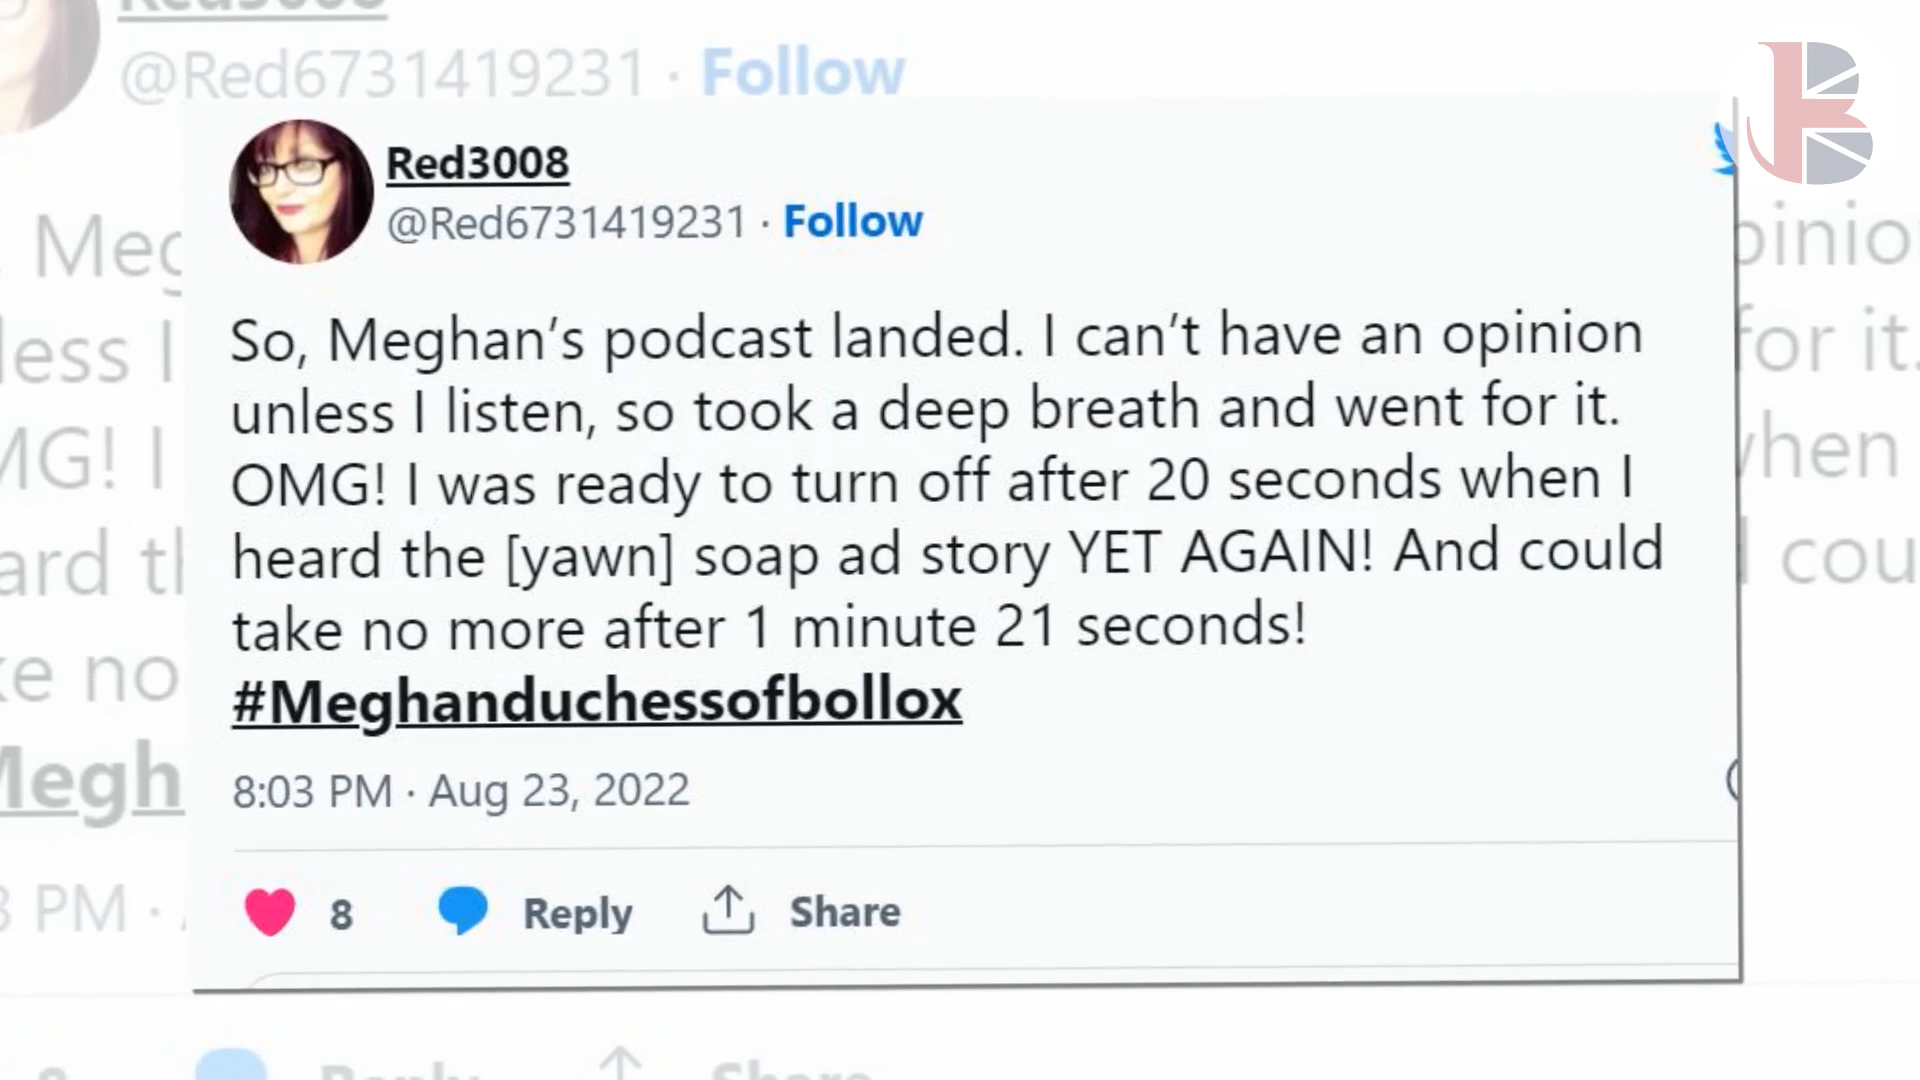 @Red6731419231 · Follow
Red3008
@Red6731419231 · Follow
So, Meghan's podcast landed. I can't have an opinion
unless I listen, so took a deep breath and went for it.
OMG! I was ready to turn off after 20 seconds when I
heard the [yawn] soap ad story YET AGAIN! And could
take no more after 1 minute 21 seconds!
#Meghanduchessofbollox
8:03 PM · Aug 23, 2022
8 Reply Share